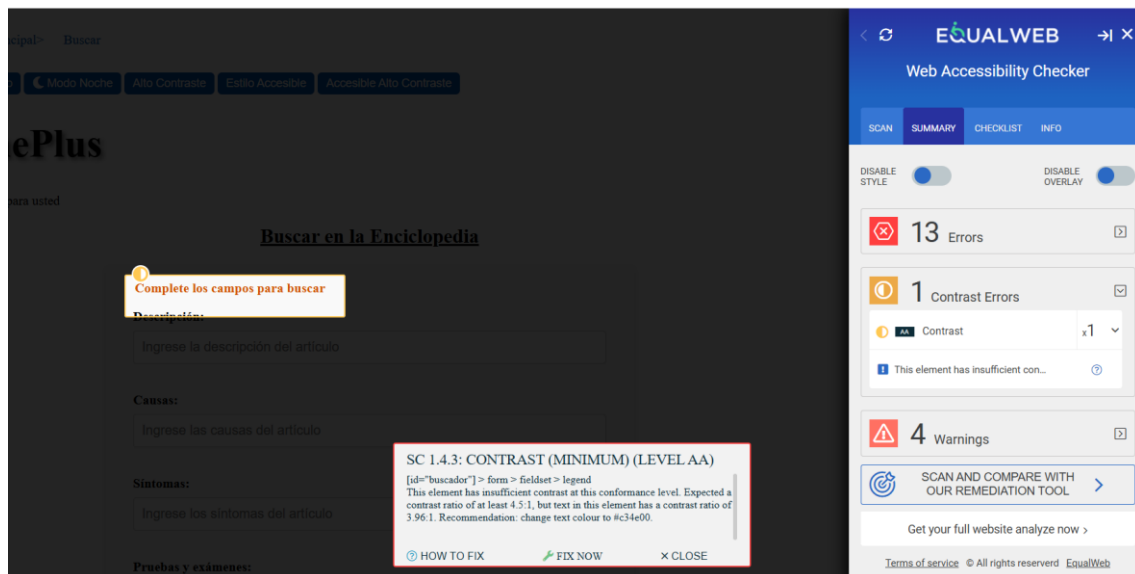 cipal> Buscar
Modo Noche Alto Contraste Estilo Accesible Accesible Alto Contraste
ePlus
para usted
Buscar en la Enciclopedia
Complete los campos para buscar
Descripción:
Ingrese la descripción del artículo
Causas:
Ingrese las causas del artículo
Síntomas:
Ingrese los síntomas del artículo
Pruebas y exámenes:
SC 1.4.3: CONTRAST (MINIMUM) (LEVEL AA)
[id="buscador"] > form > fieldset > legend
This element has insufficient contrast at this conformance level. Expected a
contrast ratio of at least 4.5:1, but text in this element has a contrast ratio of
3.96:1. Recommendation: change text colour to #c34e00.
HOW TO FIX FIX NOW CLOSE
EQUALWEB
Web Accessibility Checker
SCAN SUMMARY CHECKLIST INFO
DISABLE STYLE
DISABLE OVERLAY
13 Errors
1 Contrast Errors
AA Contrast x1
This element has insufficient con...
4 Warnings
SCAN AND COMPARE WITH
OUR REMEDIATION TOOL
Get your full website analyze now >
Terms of service © All rights reserverd EqualWeb